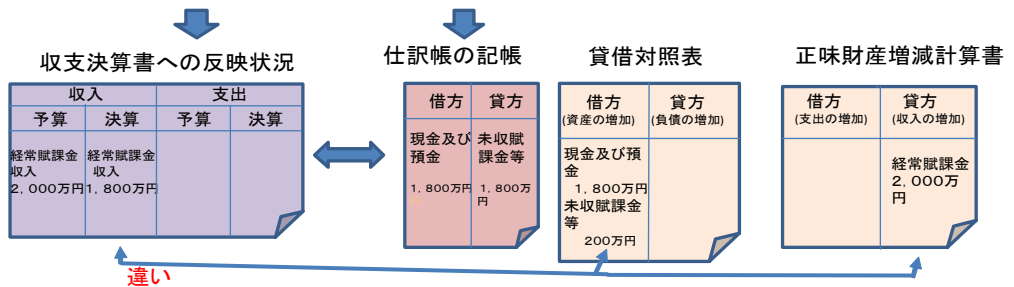 収支決算書への反映状況
収入
支出
予算
決算
予算
決算
経常賦課金
収入
2,000万円
経常賦課金
収入
1,800万円
仕訳帳の記帳
借方
貸方
現金及び
預金
1,800万円
未収賦
課金等
1,800万
円
貸借対照表
借方
(資産の増加)
貸方
(負債の増加)
現金及び預
金
1,800万円
未収賦課金
等
200万円
正味財産増減計算書
借方
(支出の増加)
貸方
(収入の増加)
経常賦課金
2,000万
円
違い